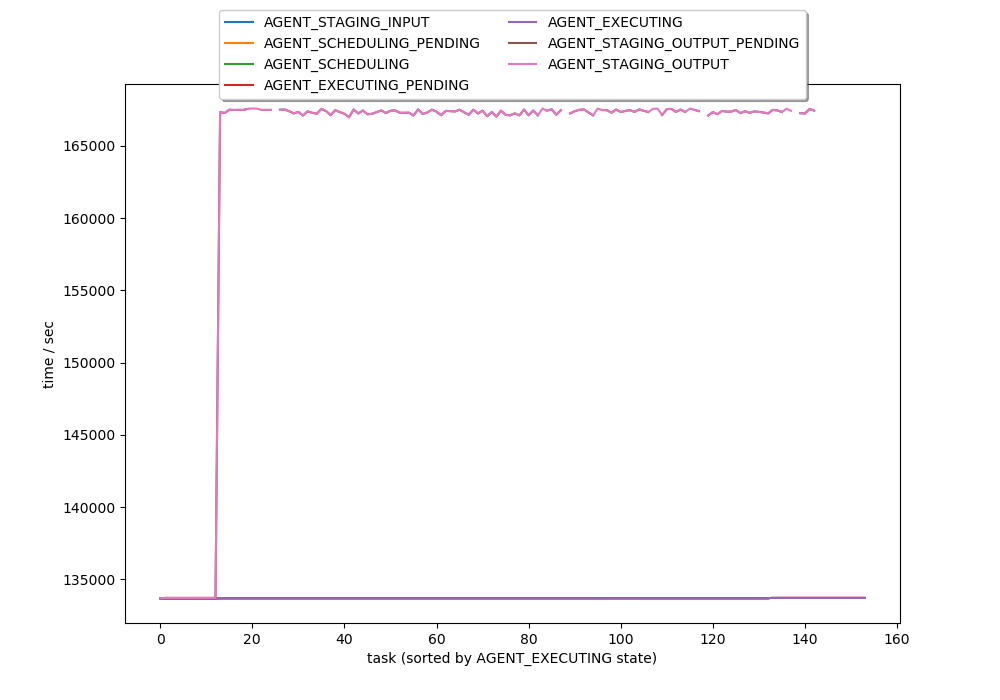 AGENT_STAGING_INPUT
AGENT_SCHEDULING_PENDING
AGENT_SCHEDULING
AGENT_EXECUTING_PENDING
AGENT_EXECUTING
AGENT_STAGING_OUTPUT_PENDING
AGENT_STAGING_OUTPUT
165000
160000
155000
150000
145000
140000
135000
time / sec
0 20 40 60 80 100 120 140 160
task (sorted by AGENT_EXECUTING state)